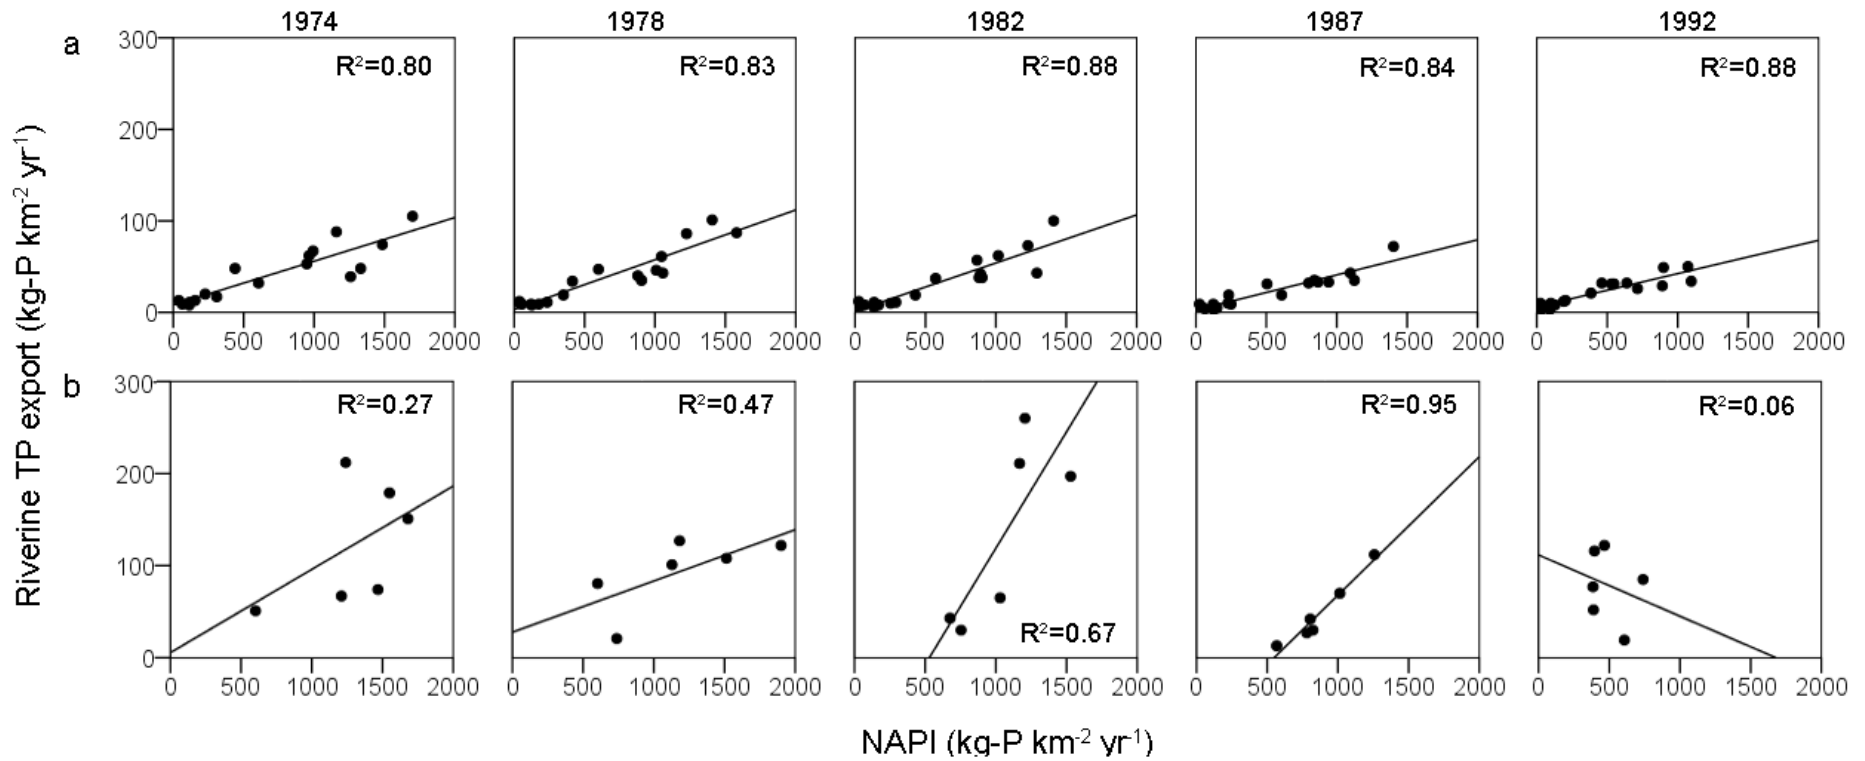 1974 1978 1982 1987 1992
a
300 R²=0.80 R²=0.83 R²=0.88 R²=0.84 R²=0.88
200
100
0
0 500 1000 1500 2000 0 500 1000 1500 2000 0 500 1000 1500 2000 0 500 1000 1500 2000 0 500 1000 1500 2000
b
300 R²=0.27 R²=0.47 R²=0.95 R²=0.06
200
100
R²=0.67
0
0 500 1000 1500 2000 0 500 1000 1500 2000 0 500 1000 1500 2000 0 500 1000 1500 2000 0 500 1000 1500 2000
Riverine TP export (kg-P km⁻² yr⁻¹)
NAPI (kg-P km⁻² yr⁻¹)